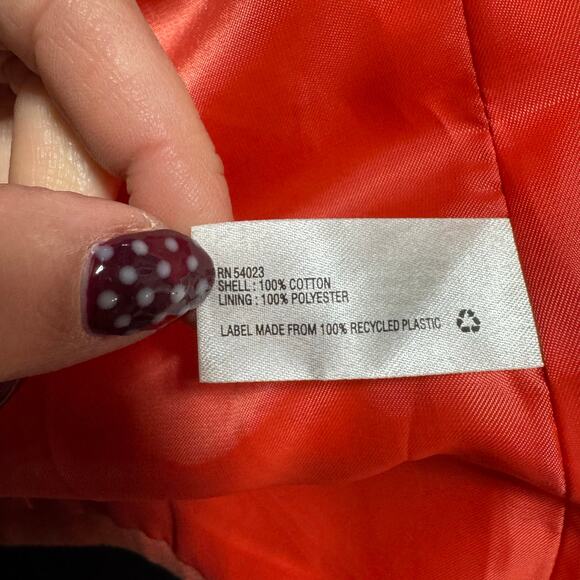 RN 54023
SHELL : 100% COTTON
LINING : 100% POLYESTER
LABEL MADE FROM 100% RECYCLED PLASTIC